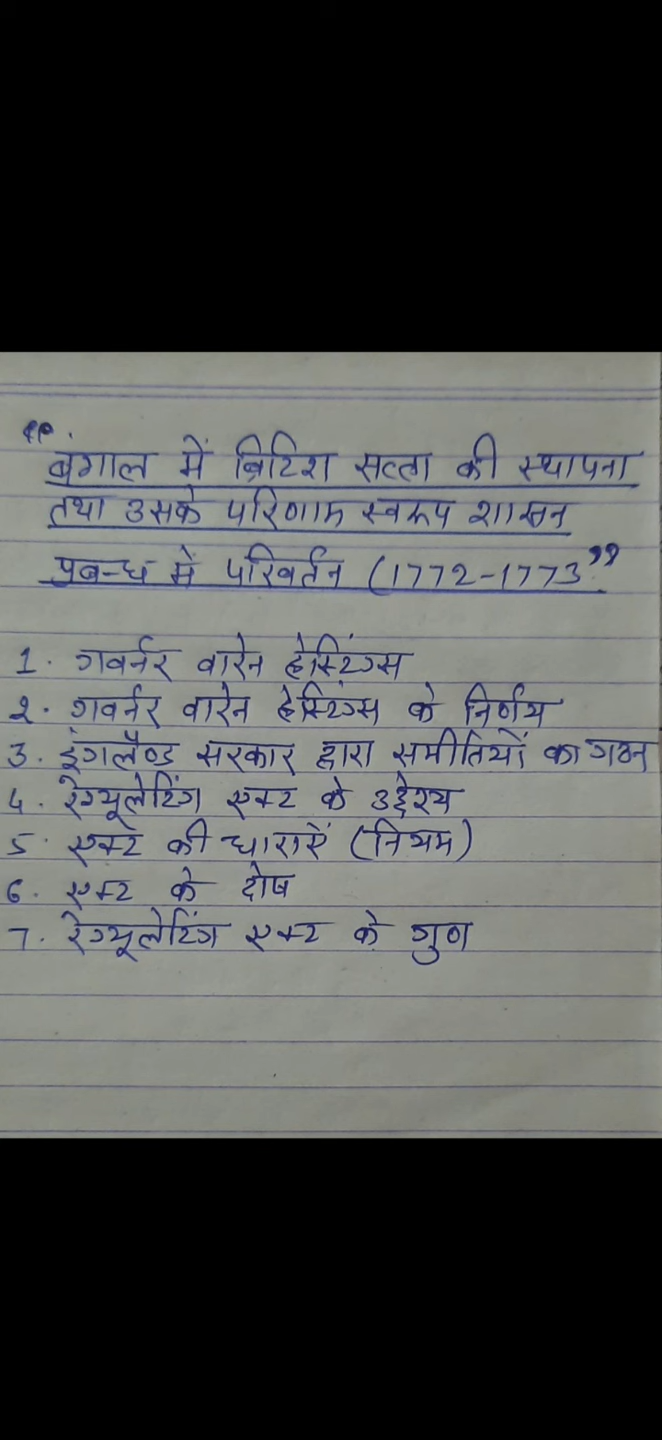 “बंगाल में ब्रिटिश सत्ता की स्थापना
तथा उसके परिणाम स्वरूप शासन
प्रबन्ध में परिवर्तन (1772-1773”
1. गवर्नर वारेन हेस्टिंग्स
2. गवर्नर वारेन हेस्टिंग्स के निर्णय
3. इंगलैण्ड सरकार द्वारा समीतियों का गठन
4. रेग्यूलेटिंग एक्ट के उद्देश्य
5. एक्ट की धाराऐं (नियम)
6. एक्ट के दोष
7. रेग्यूलेटिंग एक्ट के गुण